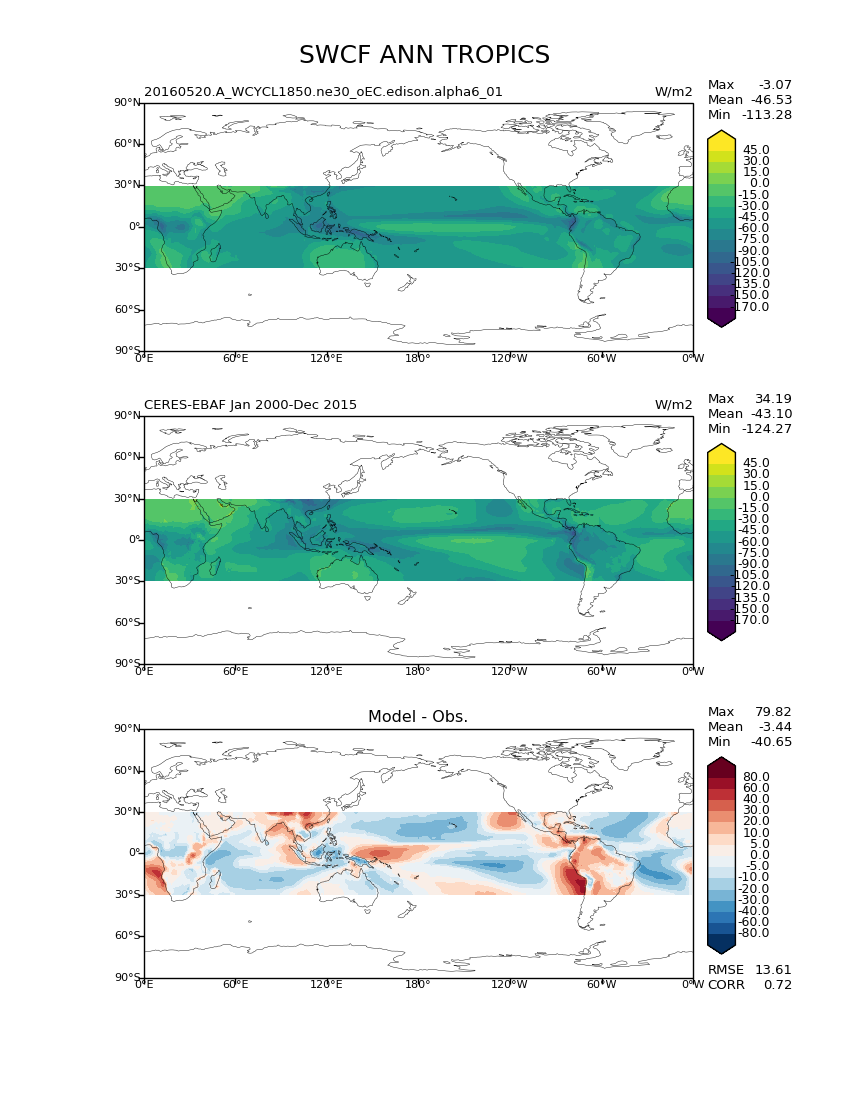 SWCF ANN TROPICS
20160520.A_WCYCL1850.ne30_oEC.edison.alpha6_01 W/m2
Max -3.07
Mean -46.53
Min -113.28
90°N
60°N
30°N
0°
30°S
60°S
90°S
0°E 60°E 120°E 180° 120°W 60°W 0°W
45.0
30.0
15.0
0.0
-15.0
-30.0
-45.0
-60.0
-75.0
-90.0
-105.0
-120.0
-135.0
-150.0
-170.0
CERES-EBAF Jan 2000-Dec 2015 W/m2
Max 34.19
Mean -43.10
Min -124.27
90°N
60°N
30°N
0°
30°S
60°S
90°S
0°E 60°E 120°E 180° 120°W 60°W 0°W
45.0
30.0
15.0
0.0
-15.0
-30.0
-45.0
-60.0
-75.0
-90.0
-105.0
-120.0
-135.0
-150.0
-170.0
Model - Obs.
Max 79.82
Mean -3.44
Min -40.65
90°N
60°N
30°N
0°
30°S
60°S
90°S
0°E 60°E 120°E 180° 120°W 60°W 0°W
80.0
60.0
40.0
30.0
20.0
10.0
5.0
0.0
-5.0
-10.0
-20.0
-30.0
-40.0
-60.0
-80.0
RMSE 13.61
CORR 0.72